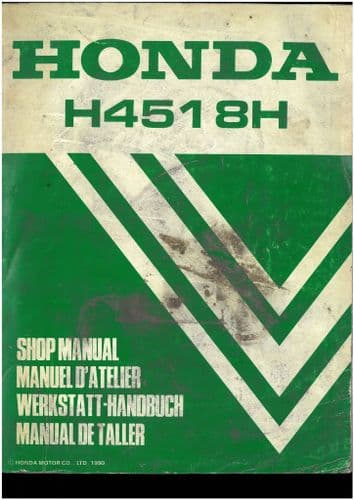 HONDA
H4518H
SHOP MANUAL
MANUEL D'ATELIER
WERKSTATT-HANDBUCH
MANUAL DE TALLER
© HONDA MOTOR CO., LTD. 1990